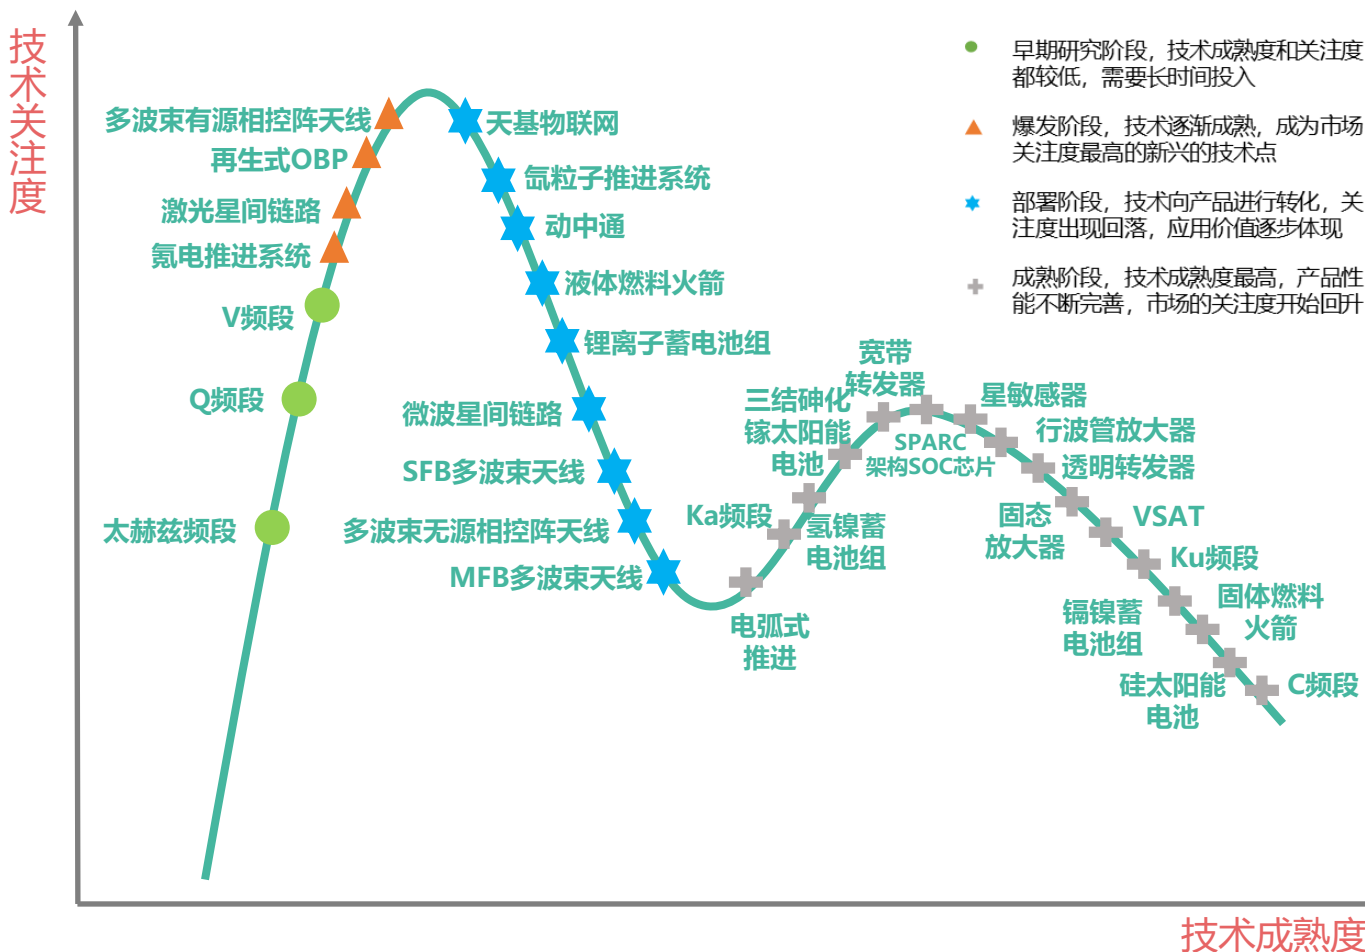 技术关注度
早期研究阶段，技术成熟度和关注度
都较低，需要长时间投入
爆发阶段，技术逐渐成熟，成为市场
关注度最高的新兴的技术点
部署阶段，技术向产品进行转化，关
注度出现回落，应用价值逐步体现
成熟阶段，技术成熟度最高，产品性
能不断完善，市场的关注度开始回升
多波束有源相控阵天线
再生式OBP
激光星间链路
氪电推进系统
V频段
Q频段
太赫兹频段
天基物联网
氙粒子推进系统
动中通
液体燃料火箭
锂离子蓄电池组
微波星间链路
SFB多波束天线
多波束无源相控阵天线
MFB多波束天线
电弧式
推进
Ka频段
氢镍蓄
电池组
三结砷化
镓太阳能
电池
宽带
转发器
SPARC
架构SOC芯片
星敏感器
行波管放大器
透明转发器
固态
放大器
VSAT
Ku频段
镉镍蓄
电池组
固体燃料
火箭
硅太阳能
电池
C频段
技术成熟度